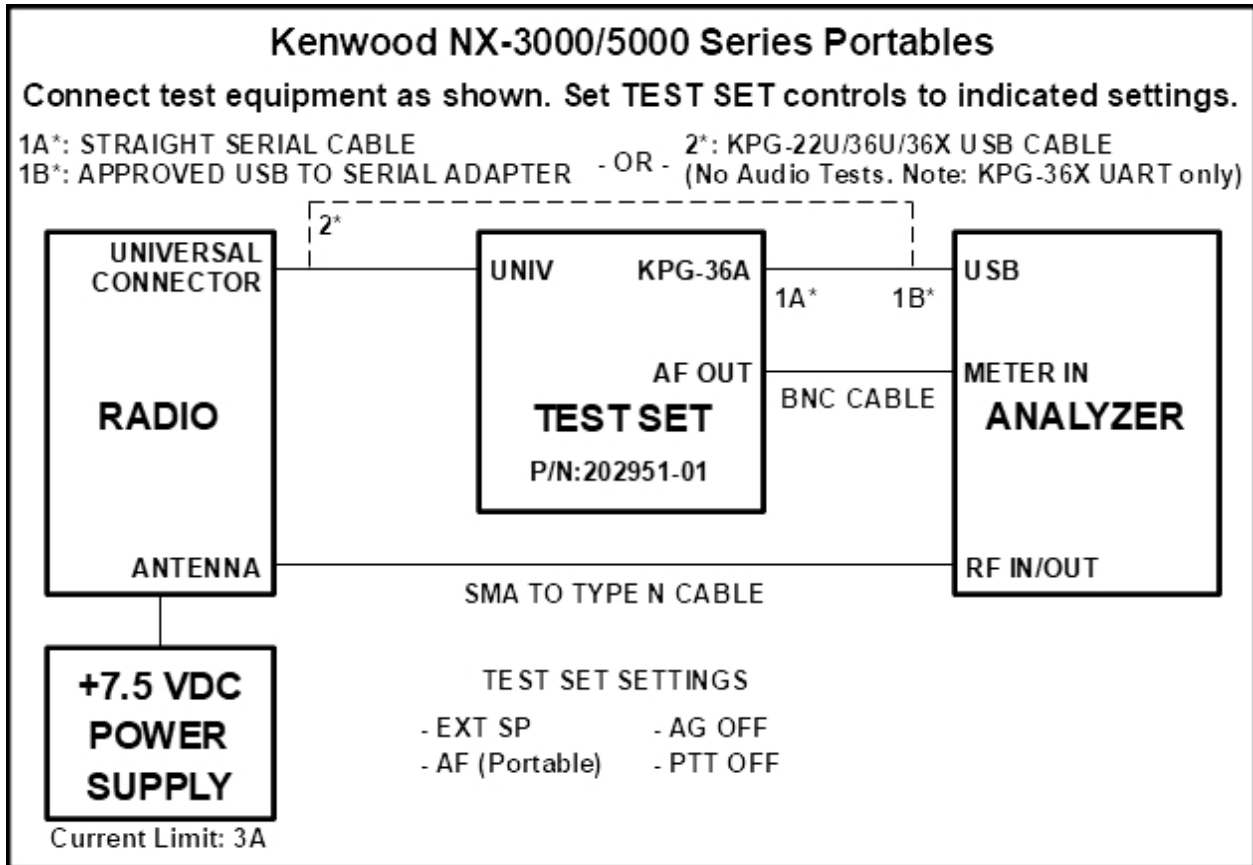 Kenwood NX-3000/5000 Series Portables
Connect test equipment as shown. Set TEST SET controls to indicated settings.
1A*: STRAIGHT SERIAL CABLE
1B*: APPROVED USB TO SERIAL ADAPTER
- OR -
2*: KPG-22U/36U/36X USB CABLE
(No Audio Tests. Note: KPG-36X UART only)
2*
UNIVERSAL
CONNECTOR
RADIO
ANTENNA
UNIV
KPG-36A
AF OUT
TEST SET
P/N:202951-01
1A*
1B*
BNC CABLE
USB
METER IN
ANALYZER
RF IN/OUT
SMA TO TYPE N CABLE
+7.5 VDC
POWER
SUPPLY
Current Limit: 3A
TEST SET SETTINGS
- EXT SP
- AG OFF
- AF (Portable)
- PTT OFF